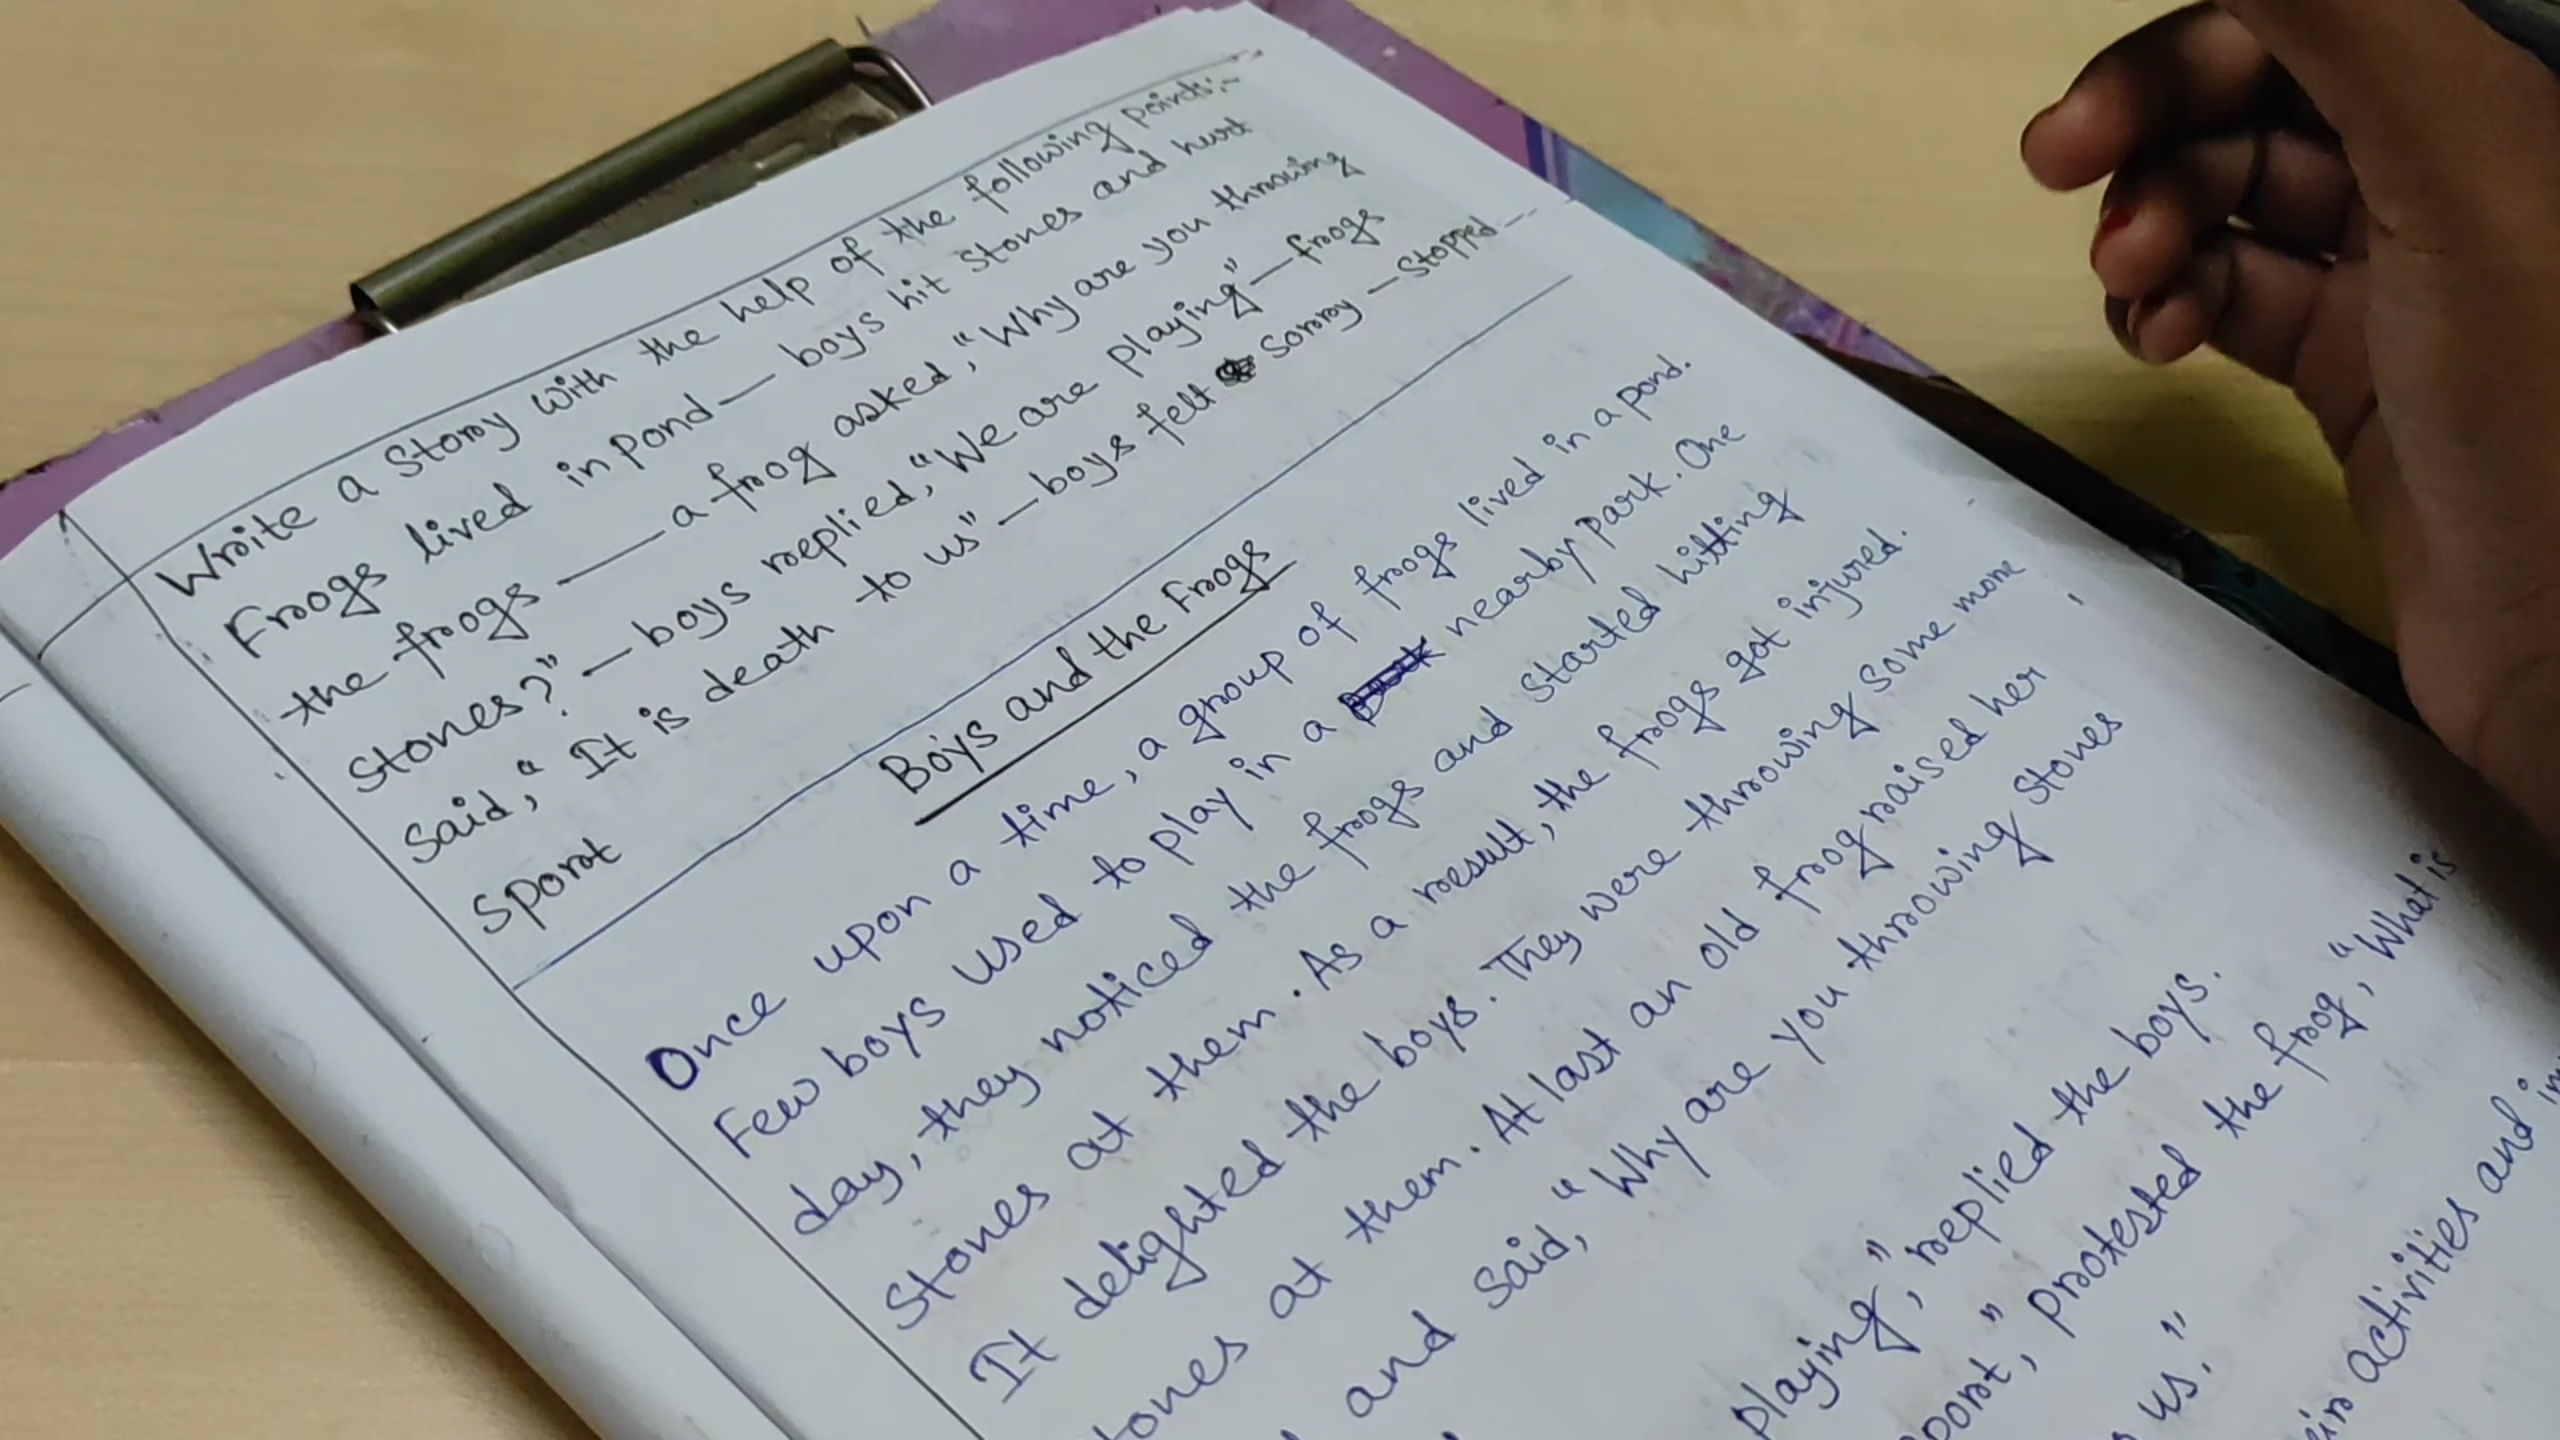 Write a Story with the help of the following points:-
Frogs lived in pond — boys hit stones and hurt
the frogs — a frog asked, "Why are you throwing
stones?" — boys replied, "We are playing" — frogs
said, "It is death to us" — boys felt sorry — stopped
sport
Boys and the Frogs
Once upon a time, a group of frogs lived in a pond.
Few boys used to play in a nearby park. One
day, they noticed the frogs and started hitting
stones at them. As a result, the frogs got injured.
It delighted the boys. They were throwing some more
stones at them. At last an old frog raised her
and said, "Why are you throwing stones
playing", replied the boys.
sport", protested the frog, "What is
us."
activities and